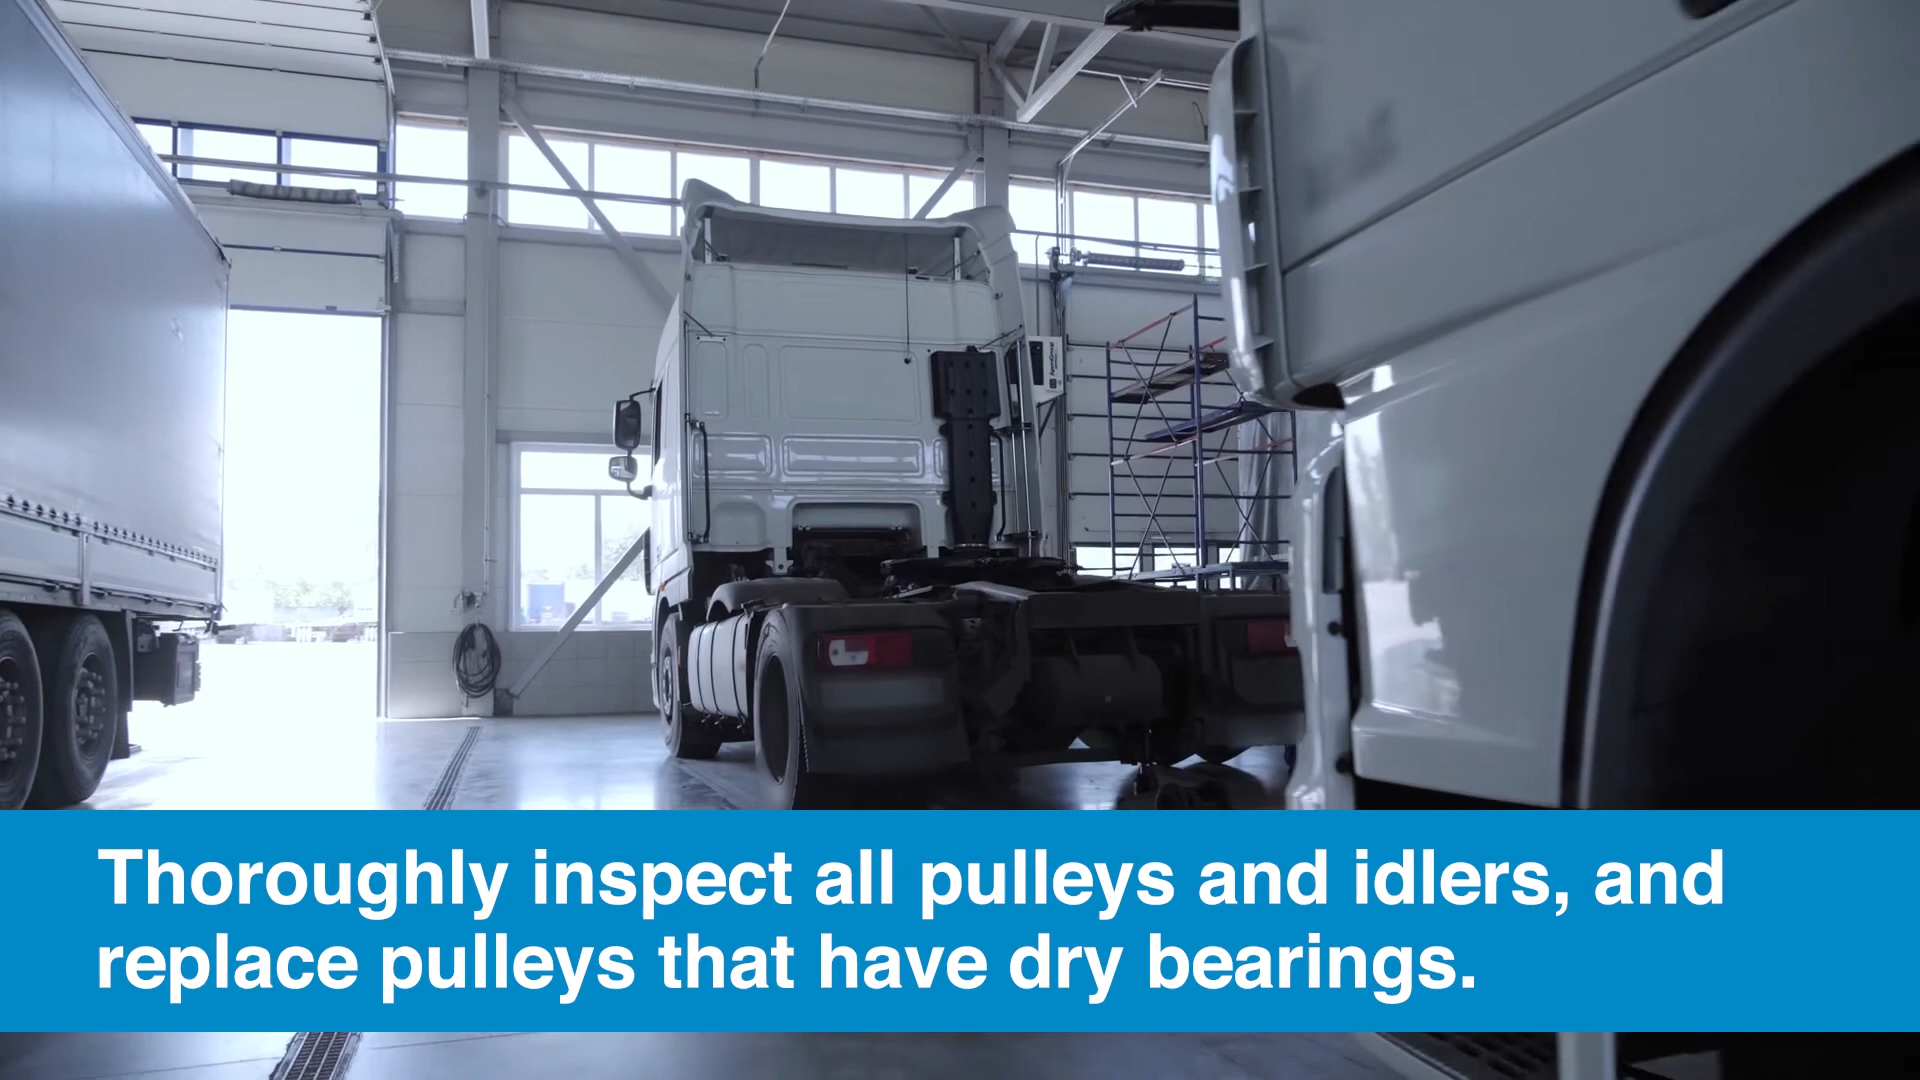 Thoroughly inspect all pulleys and idlers, and
replace pulleys that have dry bearings.